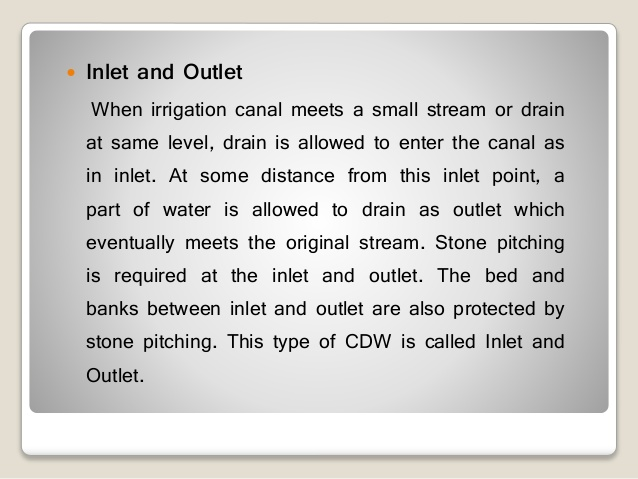 Inlet and Outlet
When irrigation canal meets a small stream or drain
at same level, drain is allowed to enter the canal as
in inlet. At some distance from this inlet point, a
part of water is allowed to drain as outlet which
eventually meets the original stream. Stone pitching
is required at the inlet and outlet. The bed and
banks between inlet and outlet are also protected by
stone pitching. This type of CDW is called Inlet and
Outlet.